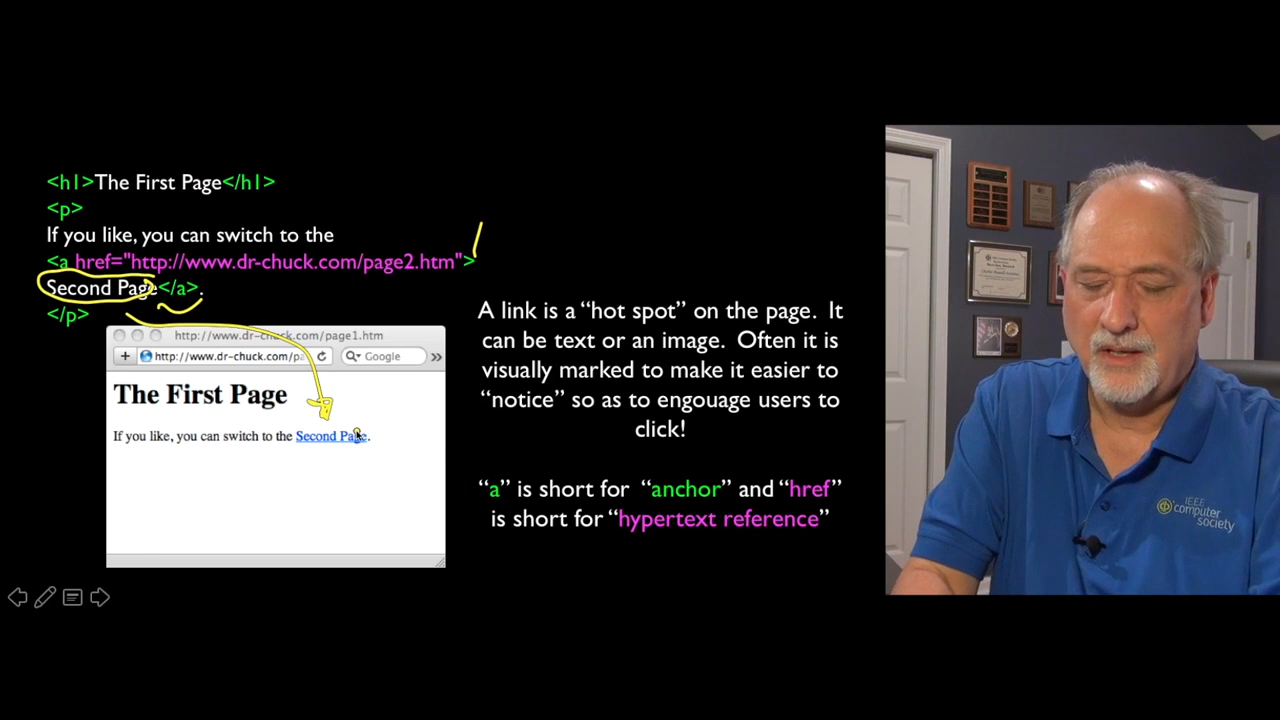 <h1>The First Page</h1>
<p>
If you like, you can switch to the
<a href="http://www.dr-chuck.com/page2.htm">
Second Page</a>.
</p>
http://www.dr-chuck.com/page1.htm
+ http://www.dr-chuck.com/pa Google »
The First Page
If you like, you can switch to the Second Page.
A link is a “hot spot” on the page. It
can be text or an image. Often it is
visually marked to make it easier to
“notice” so as to engouage users to
click!
“a” is short for “anchor” and “href”
is short for “hypertext reference”
IEEE
computer
society